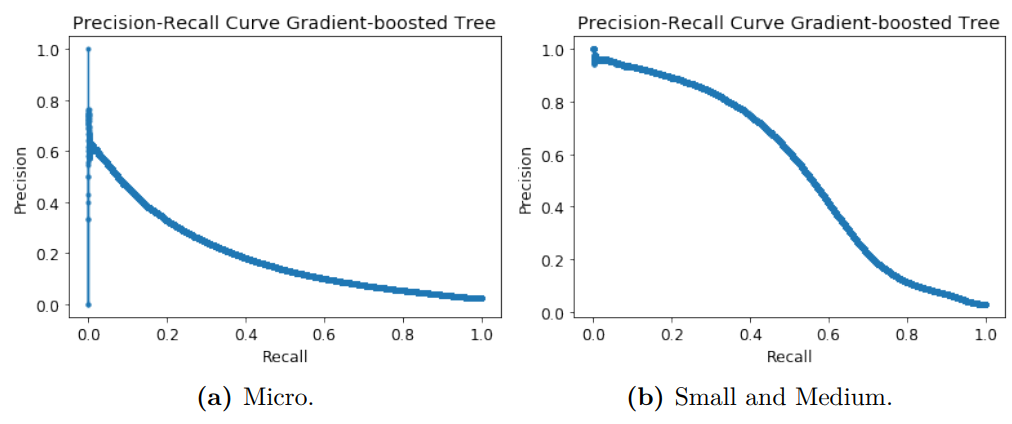 Precision-Recall Curve Gradient-boosted Tree
1.0
0.8
0.6
0.4
0.2
0.0
Precision
0.0 0.2 0.4 0.6 0.8 1.0
Recall
(a) Micro.
Precision-Recall Curve Gradient-boosted Tree
1.0
0.8
0.6
0.4
0.2
0.0
Precision
0.0 0.2 0.4 0.6 0.8 1.0
Recall
(b) Small and Medium.